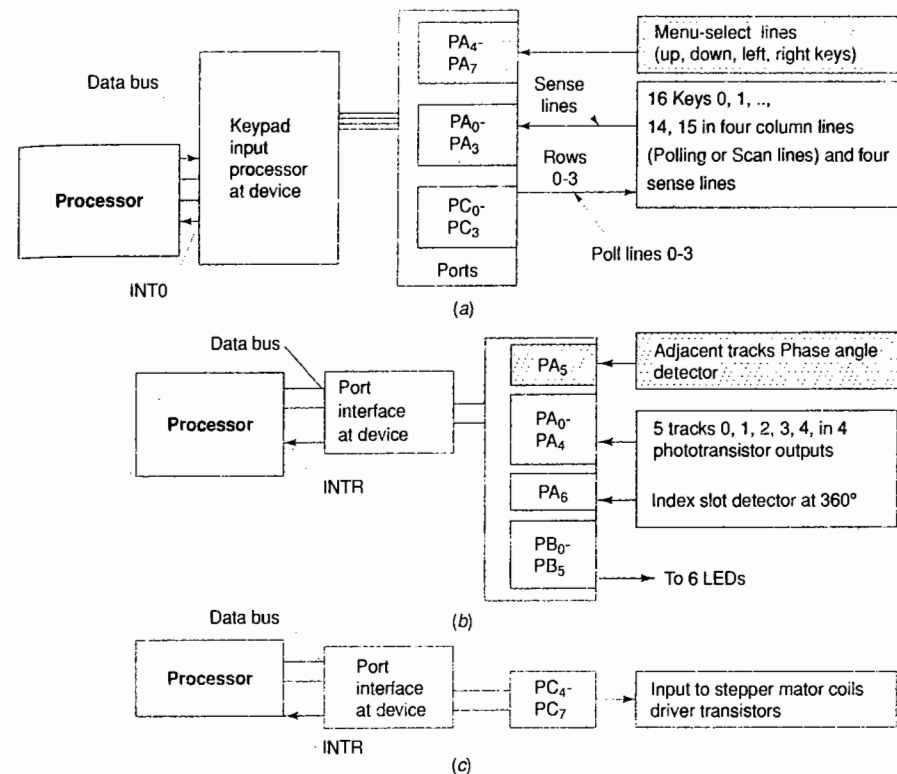 Data bus
Processor
INT0
Keypad
input
processor
at device
PA4-
PA7
PA0-
PA3
PC0-
PC3
Ports
Sense
lines
Rows
0-3
Poll lines 0-3
Menu-select lines
(up, down, left, right keys)
16 Keys 0, 1, ..,
14, 15 in four column lines
(Polling or Scan lines) and four
sense lines
(a)
Data bus
Processor
INTR
Port
interface
at device
PA5
PA0-
PA4
PA6
PB0-
PB5
Adjacent tracks Phase angle
detector
5 tracks 0, 1, 2, 3, 4, in 4
phototransistor outputs
Index slot detector at 360°
To 6 LEDs
(b)
Data bus
Processor
INTR
Port
interface
at device
PC4-
PC7
Input to stepper mator coils
driver transistors
(c)